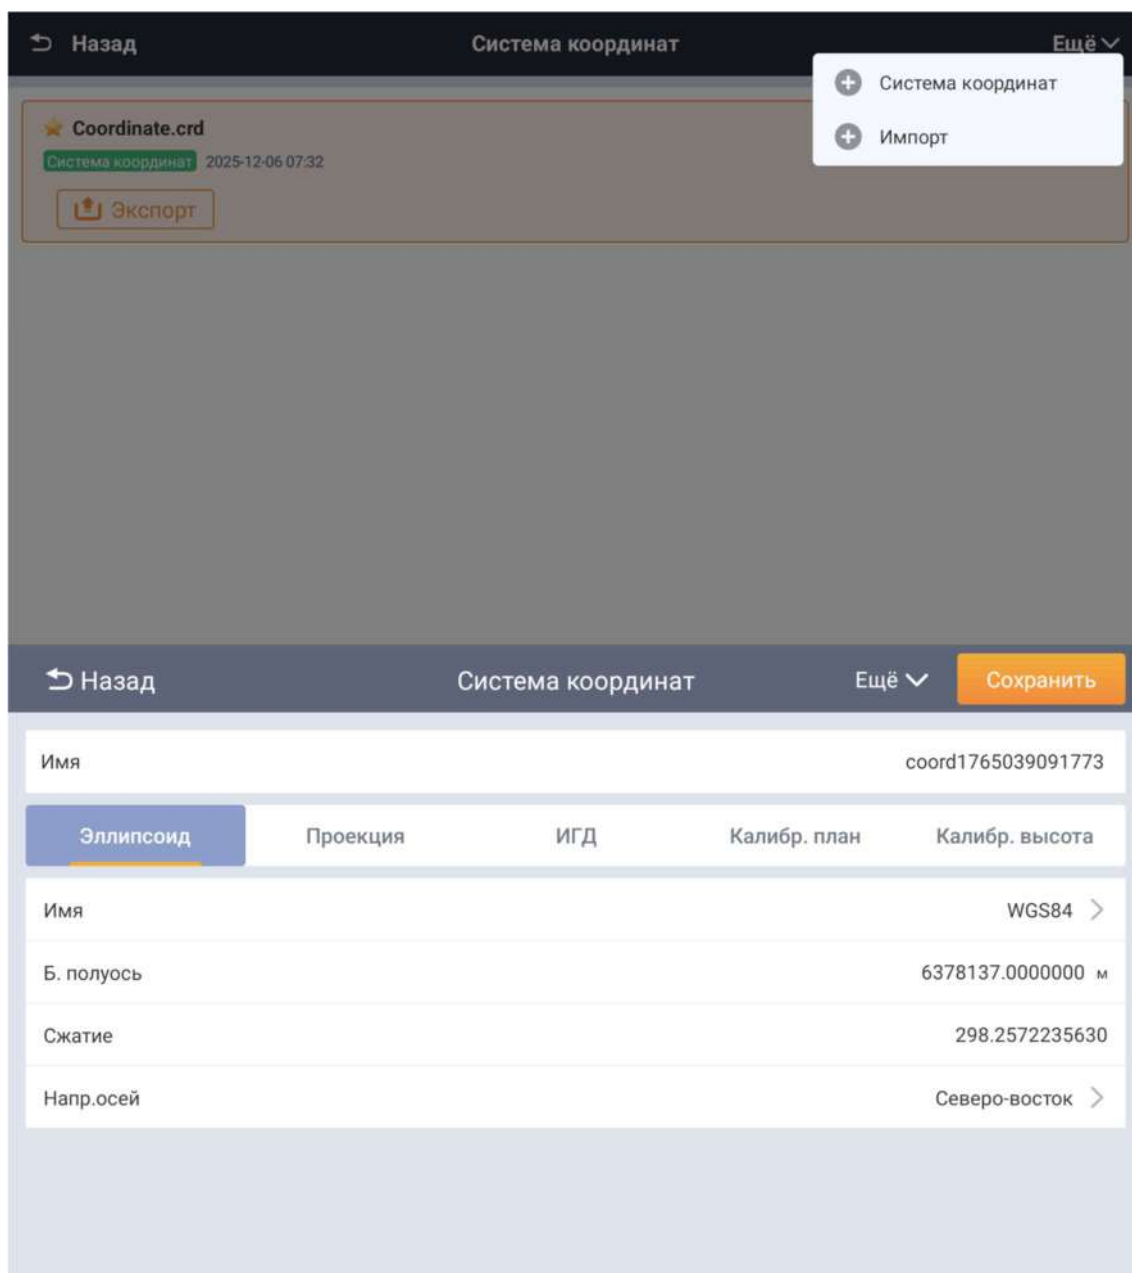 Назад Система координат Ещё
Система координат
Импорт
Coordinate.crd
Система координат 2025-12-06 07:32
Экспорт
Назад Система координат Ещё Сохранить
Имя coord1765039091773
Эллипсоид Проекция ИГД Калибр. план Калибр. высота
Имя WGS84
Б. полуось 6378137.0000000 м
Сжатие 298.2572235630
Напр.осей Северо-восток